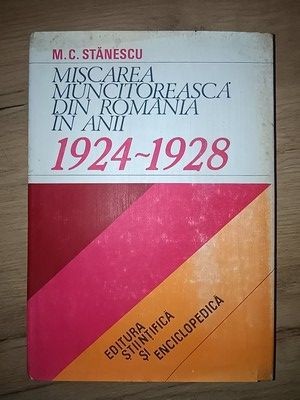 M.C. STĂNESCU
MIȘCAREA
MUNCITOREASCĂ
DIN ROMÂNIA
ÎN ANII
1924~1928
EDITURA
ȘTIINȚIFICĂ
ȘI ENCICLOPEDICĂ